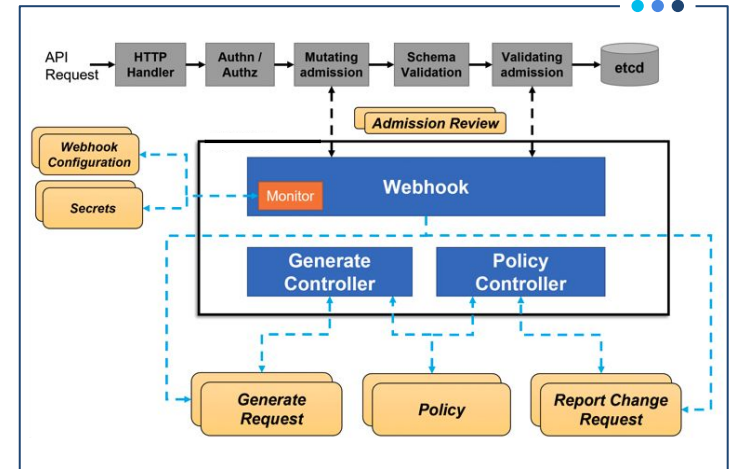 API
Request
HTTP
Handler
Authn /
Authz
Mutating
admission
Schema
Validation
Validating
admission
etcd
Admission Review
Webhook
Configuration
Secrets
Webhook
Monitor
Generate
Controller
Policy
Controller
Generate
Request
Policy
Report Change
Request